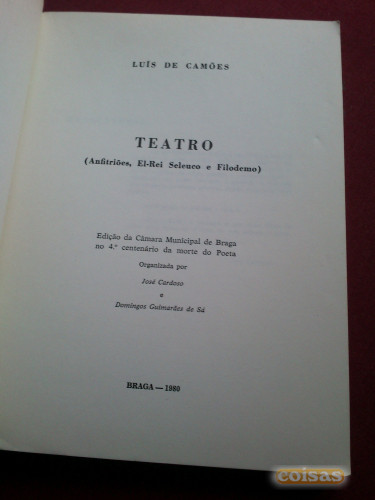 LUÍS DE CAMÕES
TEATRO
(Anfitriões, El-Rei Seleuco e Filodemo)
Edição da Câmara Municipal de Braga
no 4.º centenário da morte do Poeta
Organizada por
José Cardoso
e
Domingos Guimarães de Sá
BRAGA — 1980
coisas